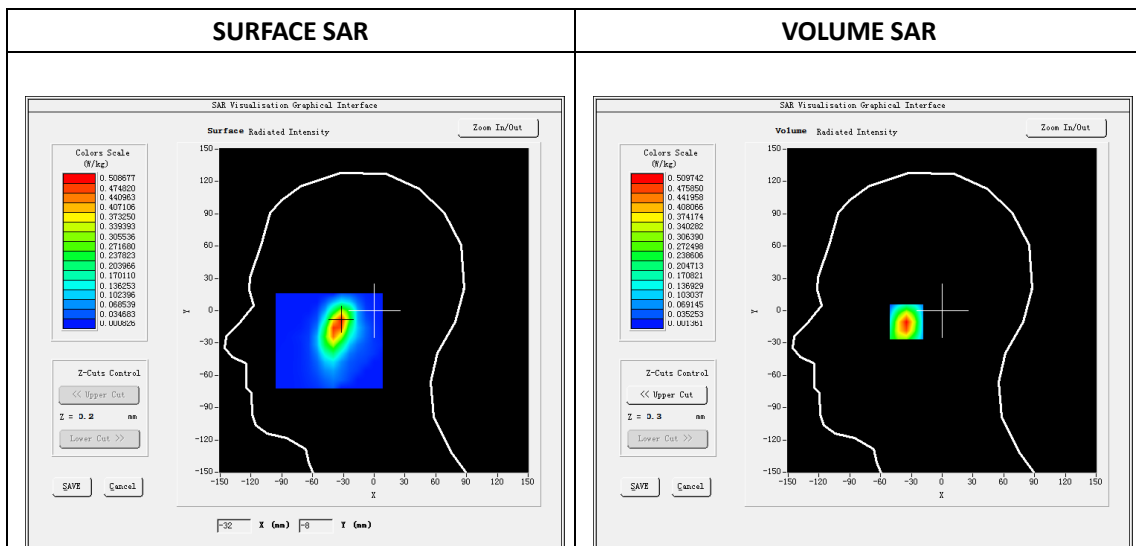 SURFACE SAR
VOLUME SAR
SAR Visualisation Graphical Interface
Surface Radiated Intensity
Zoom In/Out
Colors Scale
(W/kg)
0.508677
0.474820
0.440963
0.407106
0.373250
0.339393
0.305536
0.271680
0.237823
0.203966
0.170110
0.136253
0.102396
0.068539
0.034683
0.000826
150
120
90
60
30
0
-30
-60
-90
-120
-150
Y
-150 -120 -90 -60 -30 0 30 60 90 120 150
X
Z-Cuts Control
<< Upper Cut
Z = 0.2 mm
Lower Cut >>
SAVE Cancel
-32 X (mm) -8 Y (mm)
SAR Visualisation Graphical Interface
Volume Radiated Intensity
Zoom In/Out
Colors Scale
(W/kg)
0.509742
0.475850
0.441958
0.408066
0.374174
0.340282
0.306390
0.272498
0.238606
0.204713
0.170821
0.136929
0.103037
0.069145
0.035253
0.001361
150
120
90
60
30
0
-30
-60
-90
-120
-150
Y
-150 -120 -90 -60 -30 0 30 60 90 120 150
X
Z-Cuts Control
<< Upper Cut
Z = 0.3 mm
Lower Cut >>
SAVE Cancel